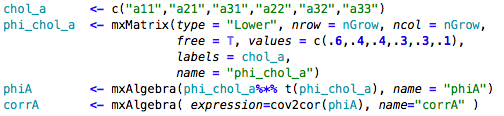 chol_a <- c("a11","a21","a31","a22","a32","a33")
phi_chol_a <- mxMatrix(type = "Lower", nrow = nGrow, ncol = nGrow,
free = T, values = c(.6,.4,.4,.3,.3,.1),
labels = chol_a,
name = "phi_chol_a")
phiA <- mxAlgebra(phi_chol_a%*% t(phi_chol_a), name = "phiA")
corrA <- mxAlgebra( expression=cov2cor(phiA), name="corrA" )